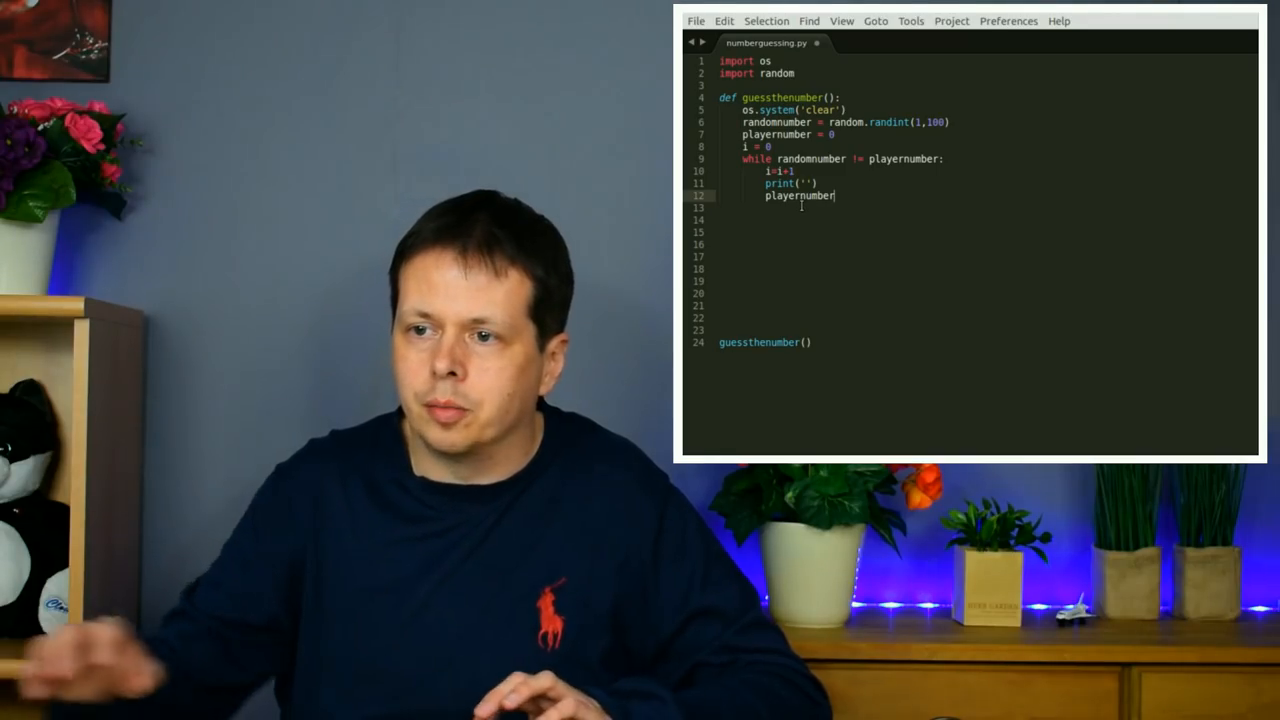 File Edit Selection Find View Goto Tools Project Preferences Help
numberguessing.py
1 import os
2 import random
3
4 def guessthenumber():
5 os.system('clear')
6 randomnumber = random.randint(1,100)
7 playernumber = 0
8 i = 0
9 while randomnumber != playernumber:
10 i=i+1
11 print('')
12 playernumber
13
14
15
16
17
18
19
20
21
22
23
24 guessthenumber()
HERB GARDEN